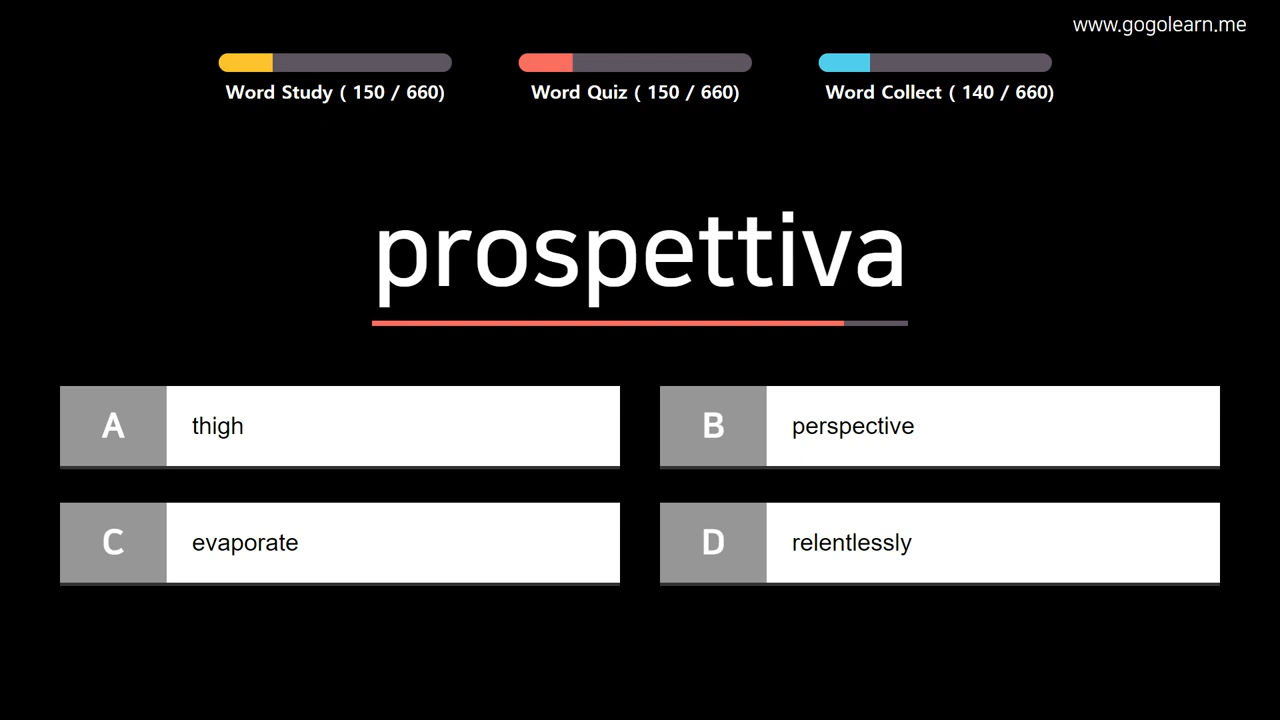 www.gogolearn.me
Word Study ( 150 / 660)
Word Quiz ( 150 / 660)
Word Collect ( 140 / 660)
prospettiva
A thigh
B perspective
C evaporate
D relentlessly